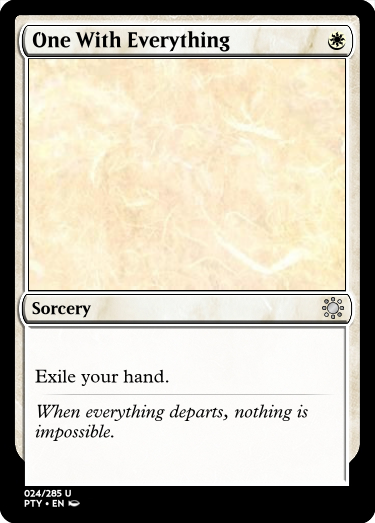 One With Everything
Sorcery
Exile your hand.
When everything departs, nothing is
impossible.
024/285 U
PTY • EN